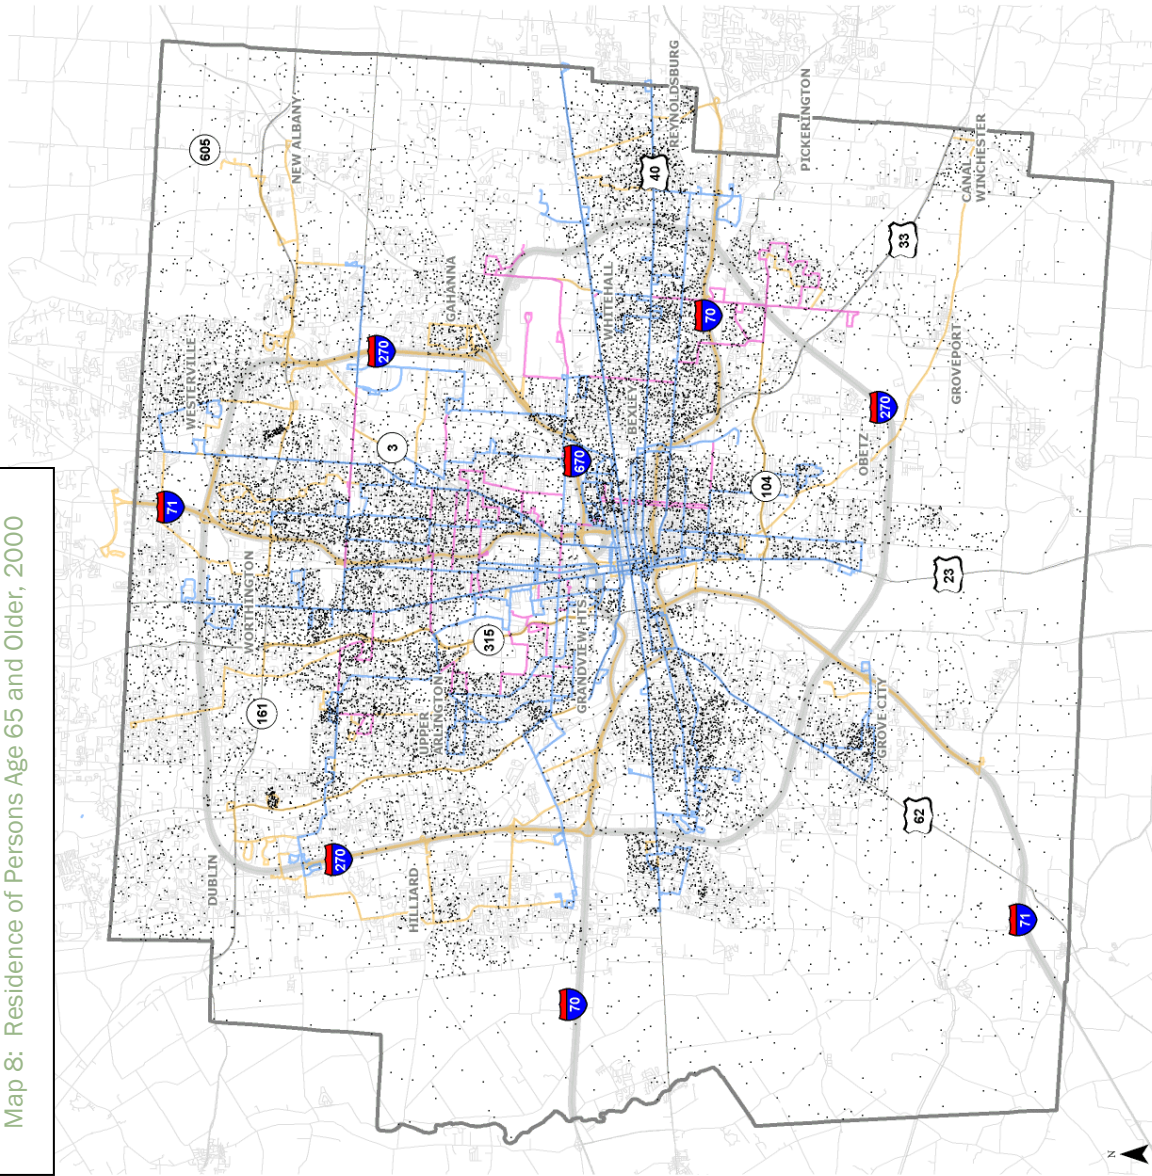 Map 8: Residence of Persons Age 65 and Older, 2000
605
NEW ALBANY
REYNOLDSBURG
PICKERINGTON
40
CANAL
WINCHESTER
33
GAHANNA
WHITEHALL
70
270
WESTERVILLE
BEXLEY
GROVEPORT
270
3
670
OBETZ
104
71
WORTHINGTON
23
315
GRANDVIEW HTS.
161
UPPER
ARLINGTON
GROVE CITY
62
DUBLIN
270
HILLIARD
71
70
N